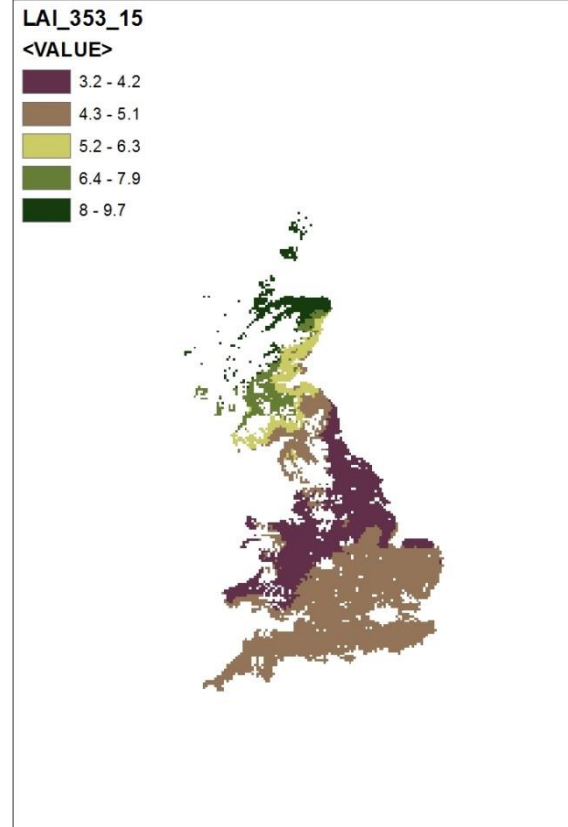 LAI_353_15
<VALUE>
3.2 - 4.2
4.3 - 5.1
5.2 - 6.3
6.4 - 7.9
8 - 9.7